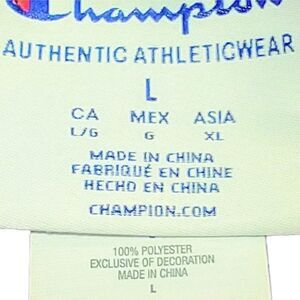 Champion
AUTHENTIC ATHLETICWEAR
L
CA MEX ASIA
L/G G XL
MADE IN CHINA
FABRIQUÉ EN CHINE
HECHO EN CHINA
CHAMPION.COM
100% POLYESTER
EXCLUSIVE OF DECORATION
MADE IN CHINA
L